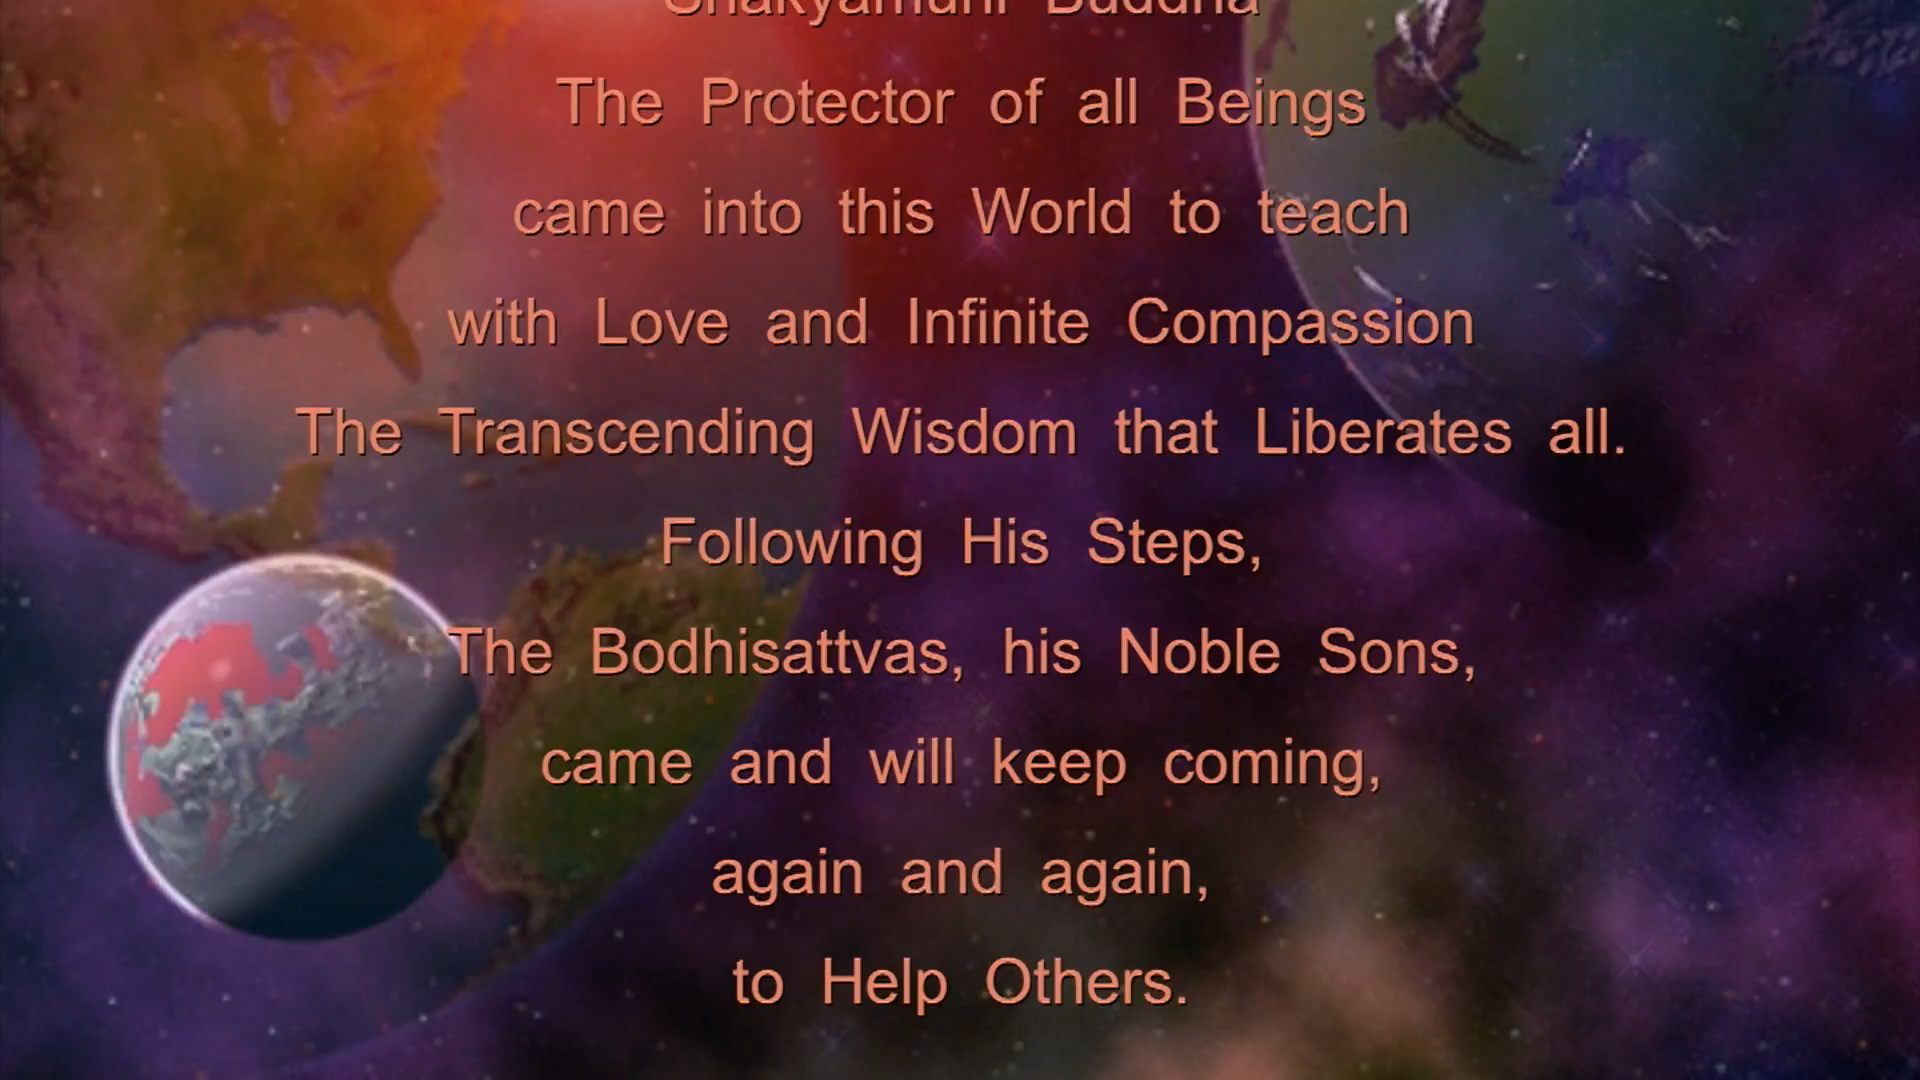 Shakyamuni Buddha
The Protector of all Beings
came into this World to teach
with Love and Infinite Compassion
The Transcending Wisdom that Liberates all.
Following His Steps,
The Bodhisattvas, his Noble Sons,
came and will keep coming,
again and again,
to Help Others.